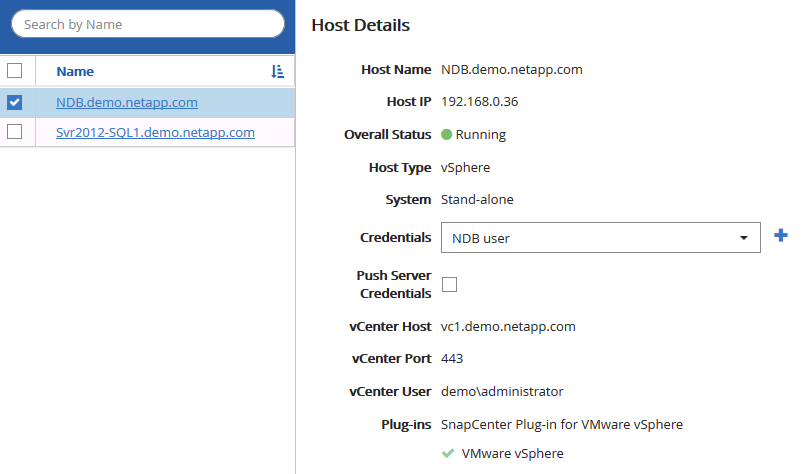 Search by Name
Name
NDB.demo.netapp.com
Svr2012-SQL1.demo.netapp.com
Host Details
Host Name NDB.demo.netapp.com
Host IP 192.168.0.36
Overall Status Running
Host Type vSphere
System Stand-alone
Credentials NDB user
Push Server
Credentials
vCenter Host vc1.demo.netapp.com
vCenter Port 443
vCenter User demo\administrator
Plug-ins SnapCenter Plug-in for VMware vSphere
VMware vSphere